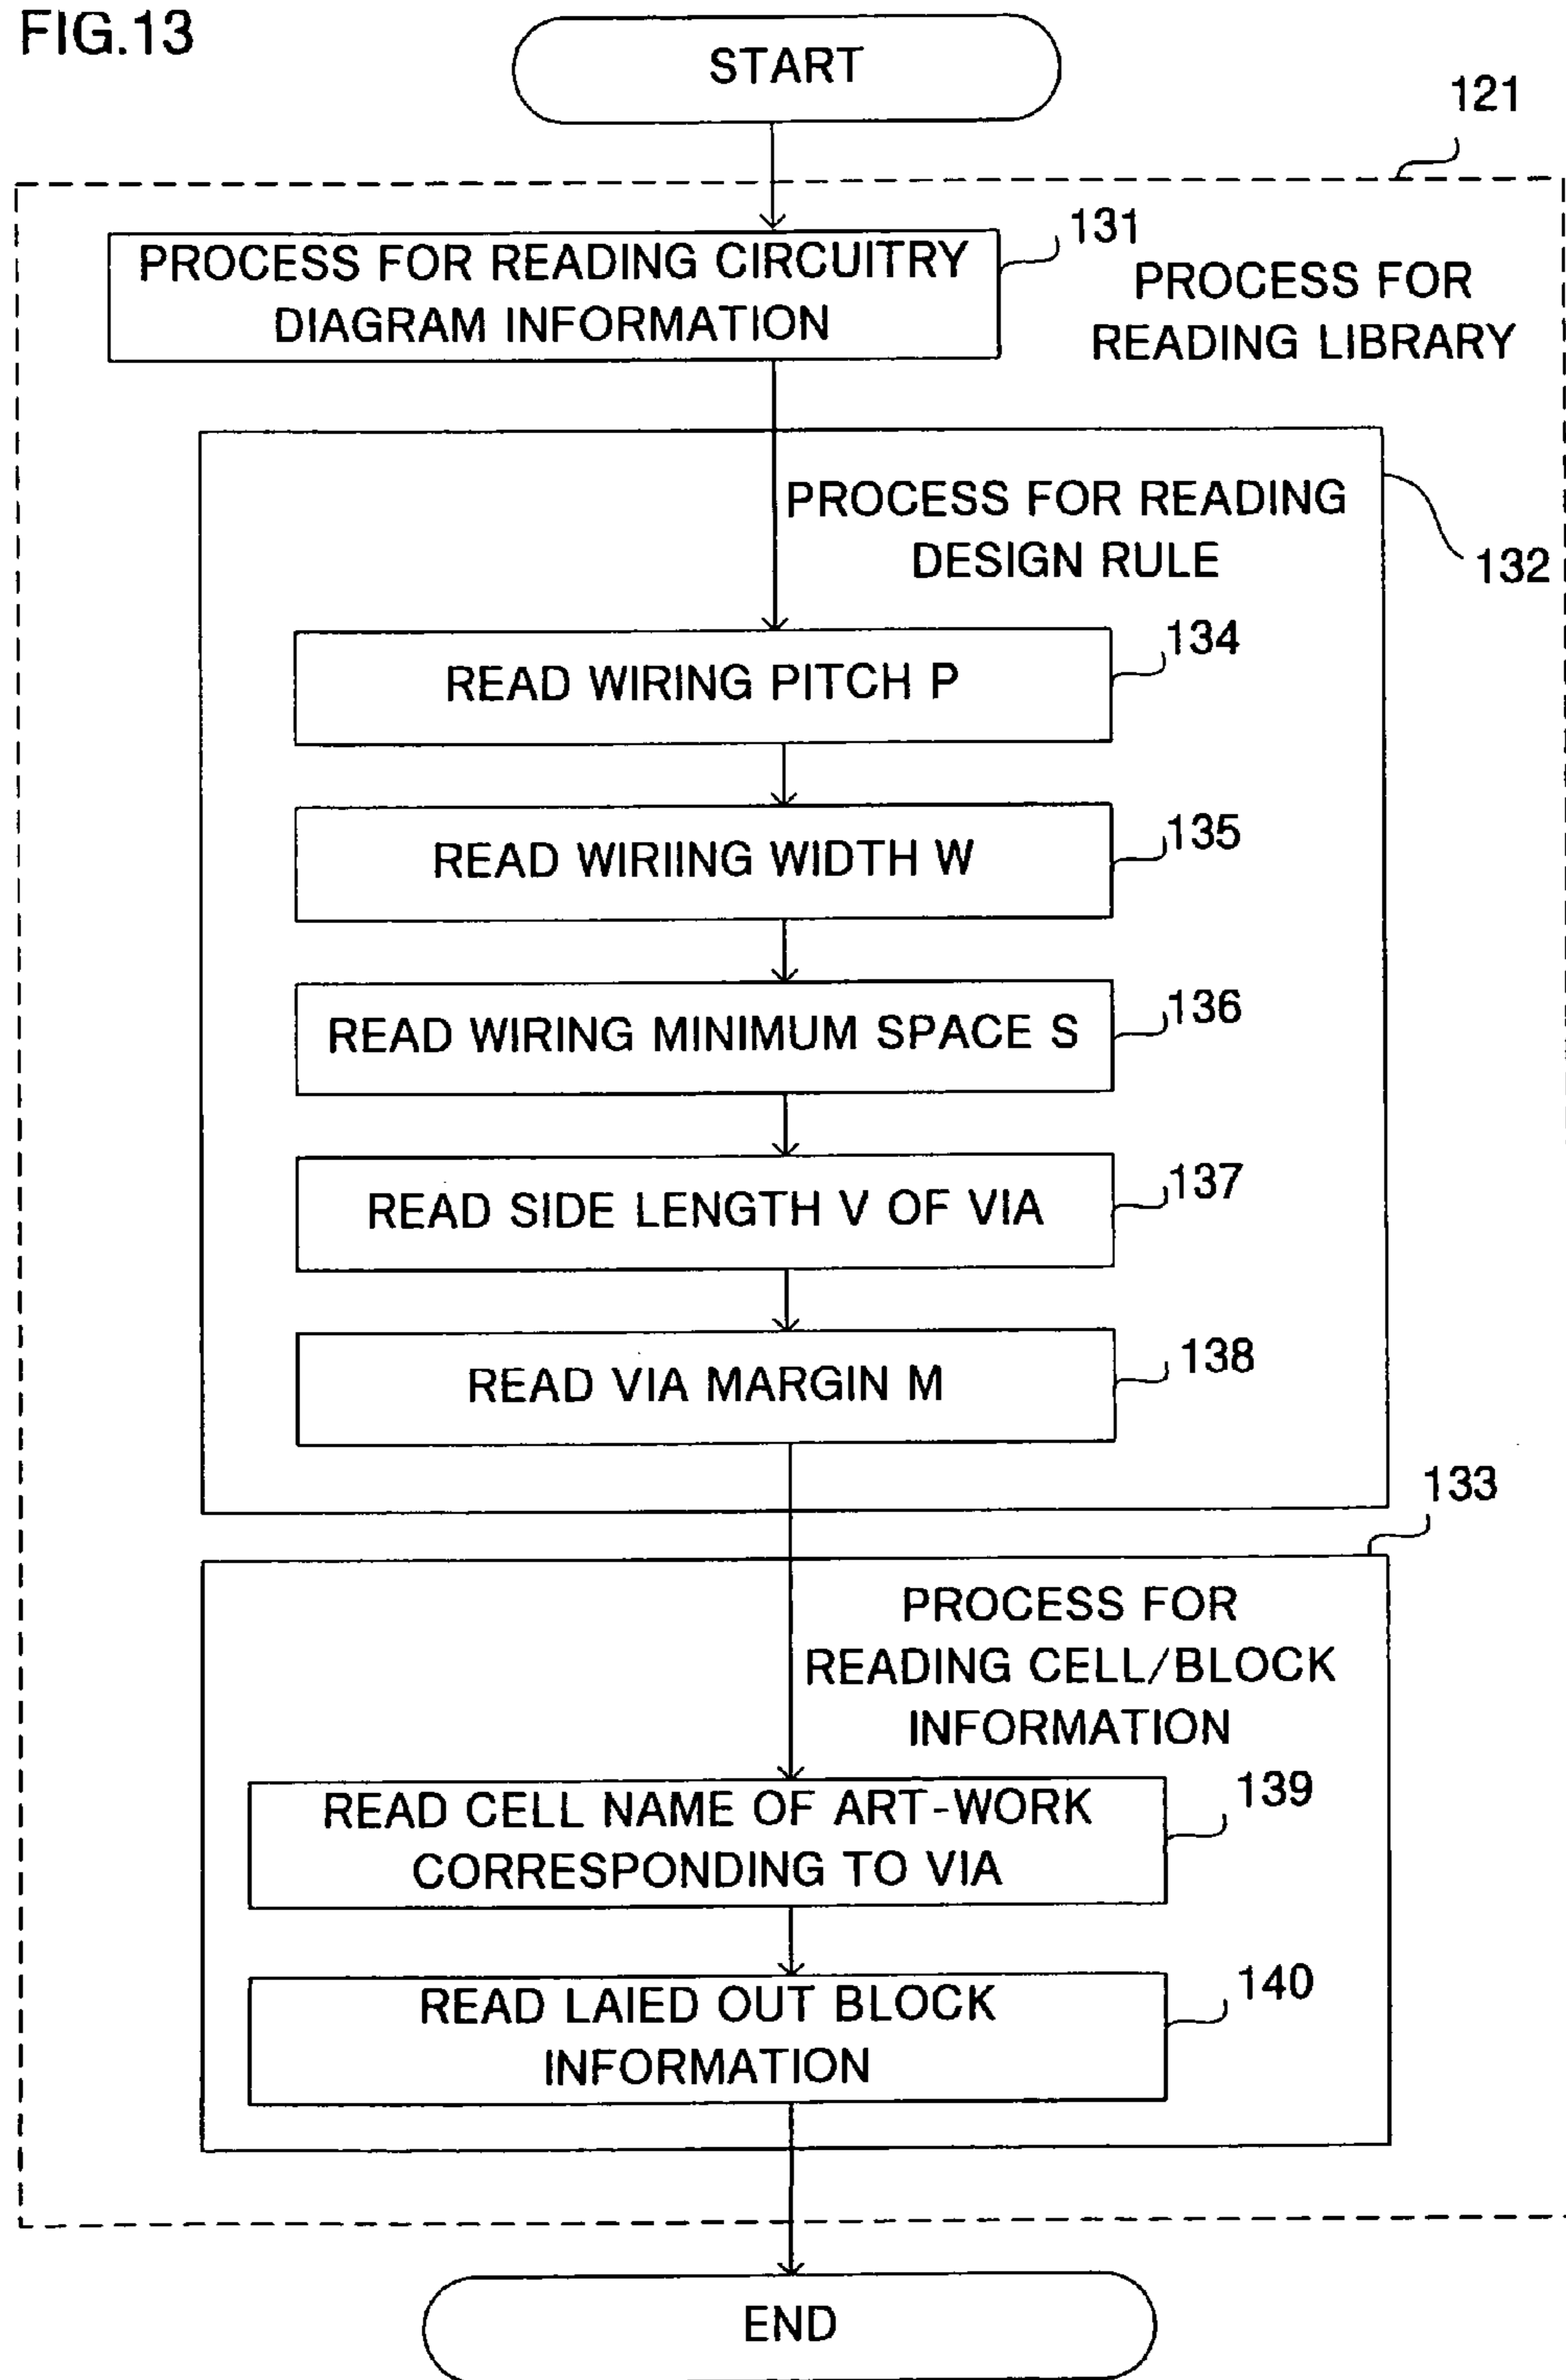 FIG.13
START
121
131
PROCESS FOR READING CIRCUITRY
DIAGRAM INFORMATION
PROCESS FOR
READING LIBRARY
PROCESS FOR READING
DESIGN RULE
132
134
READ WIRING PITCH P
135
READ WIRIING WIDTH W
136
READ WIRING MINIMUM SPACE S
137
READ SIDE LENGTH V OF VIA
138
READ VIA MARGIN M
133
PROCESS FOR
READING CELL/BLOCK
INFORMATION
139
READ CELL NAME OF ART-WORK
CORRESPONDING TO VIA
140
READ LAIED OUT BLOCK
INFORMATION
END